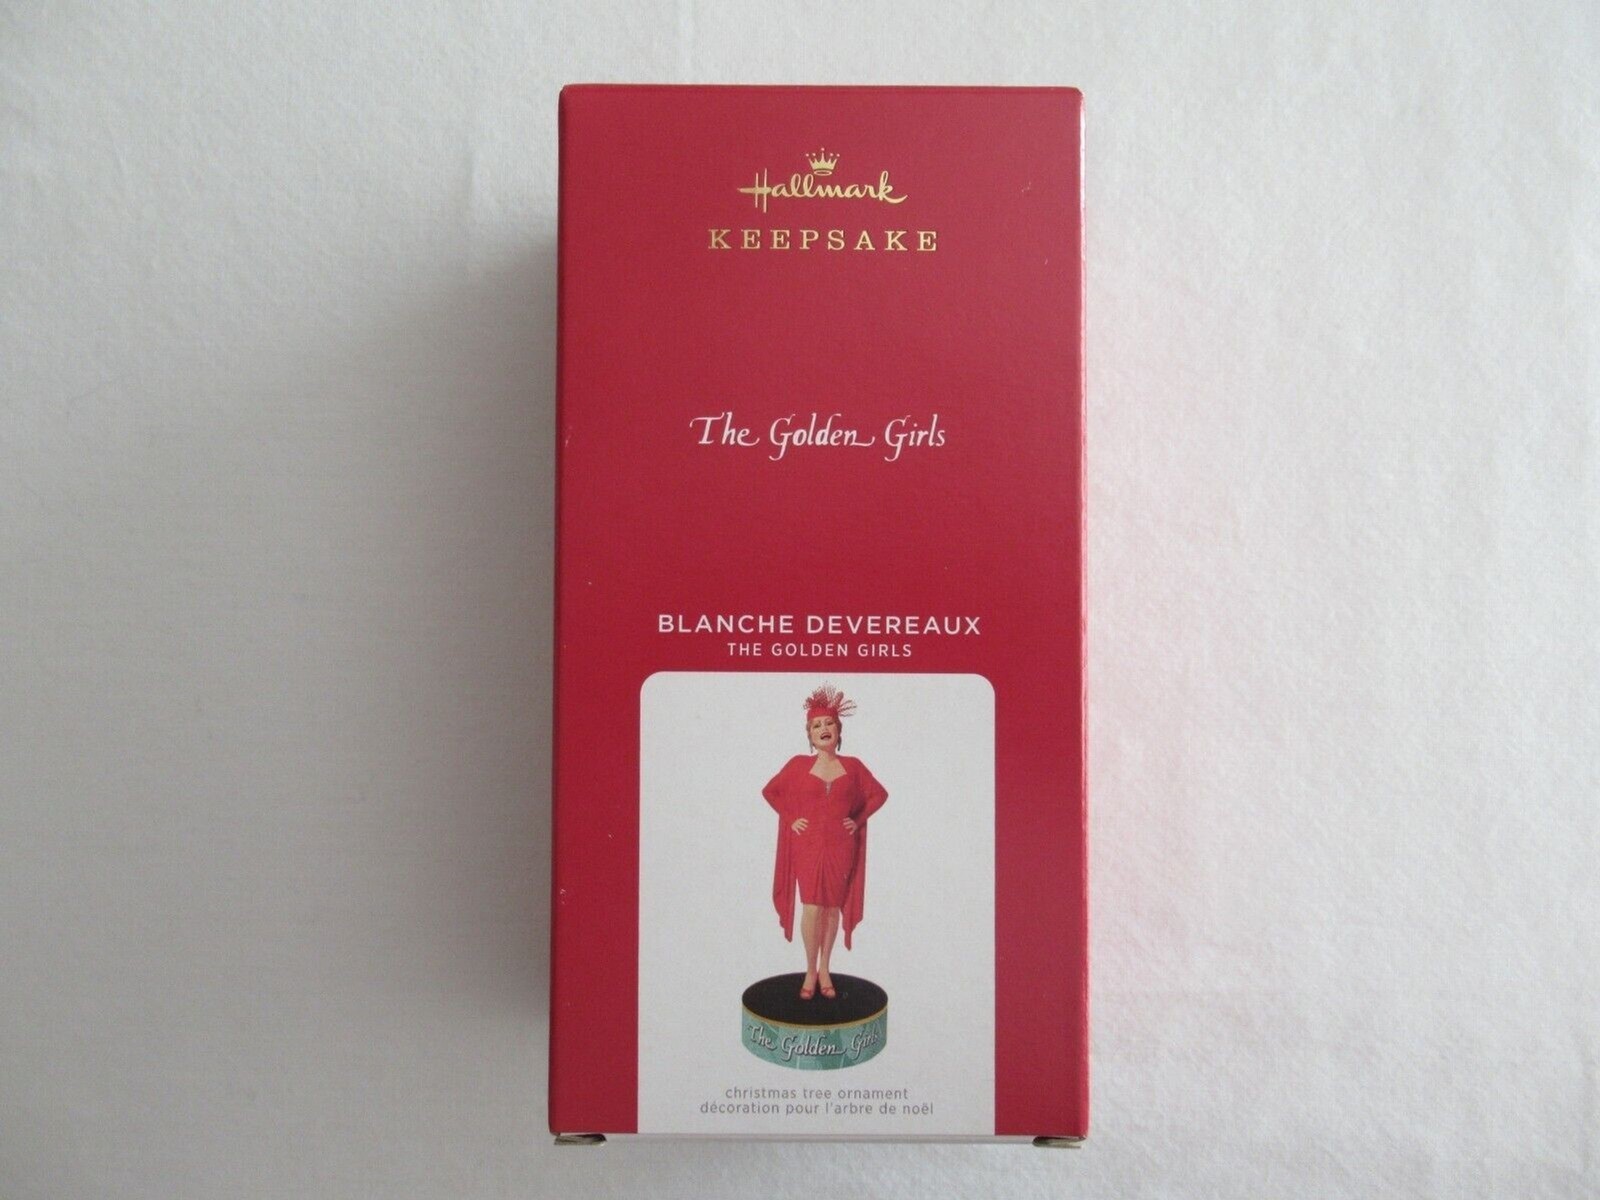 Hallmark
KEEPSAKE
The Golden Girls
BLANCHE DEVEREAUX
THE GOLDEN GIRLS
The Golden Girls
christmas tree ornament
décoration pour l'arbre de noël